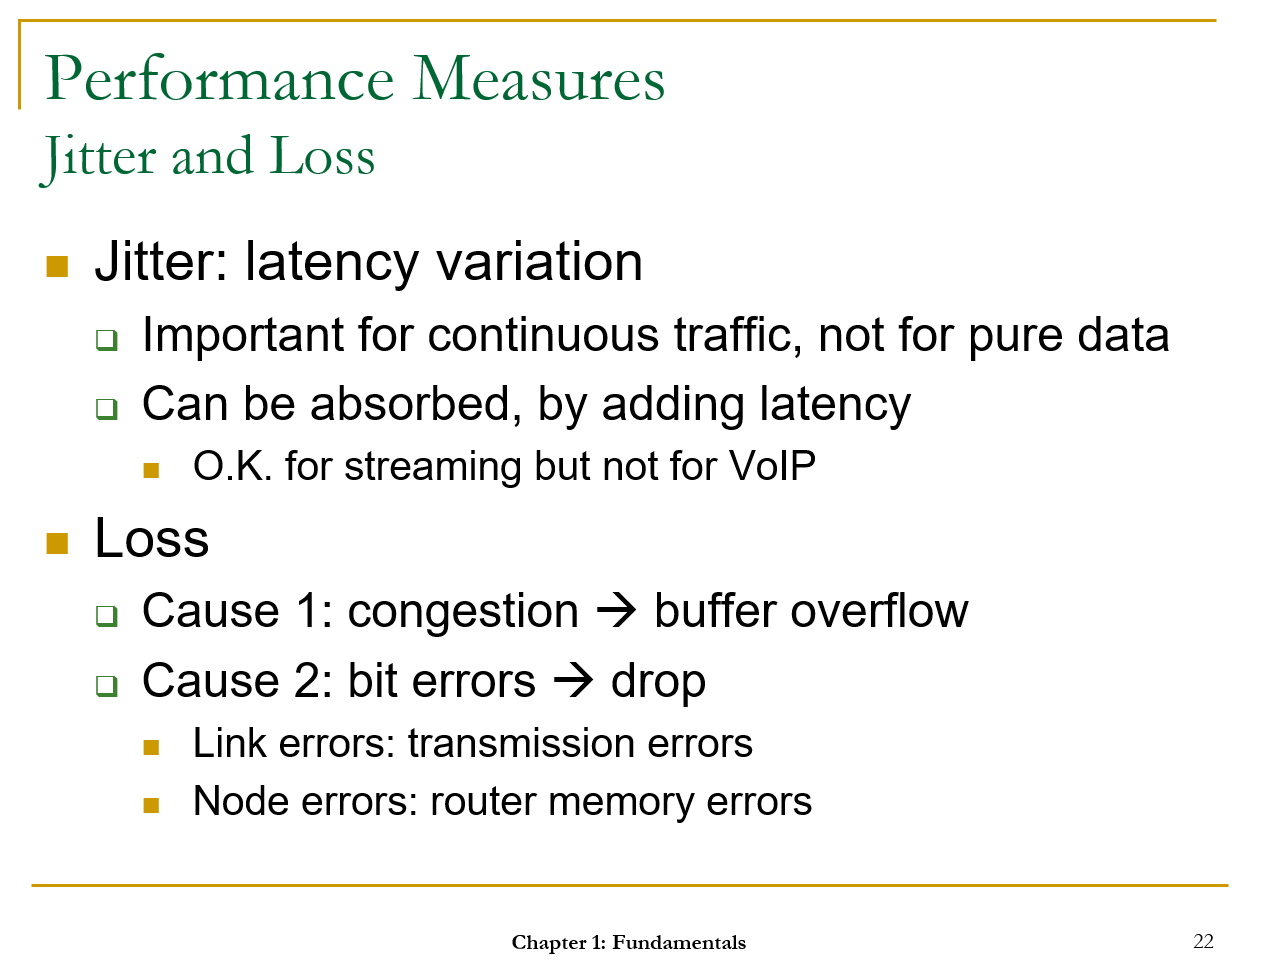 Performance Measures
Jitter and Loss
Jitter: latency variation
Important for continuous traffic, not for pure data
Can be absorbed, by adding latency
O.K. for streaming but not for VoIP
Loss
Cause 1: congestion → buffer overflow
Cause 2: bit errors → drop
Link errors: transmission errors
Node errors: router memory errors
Chapter 1: Fundamentals
22